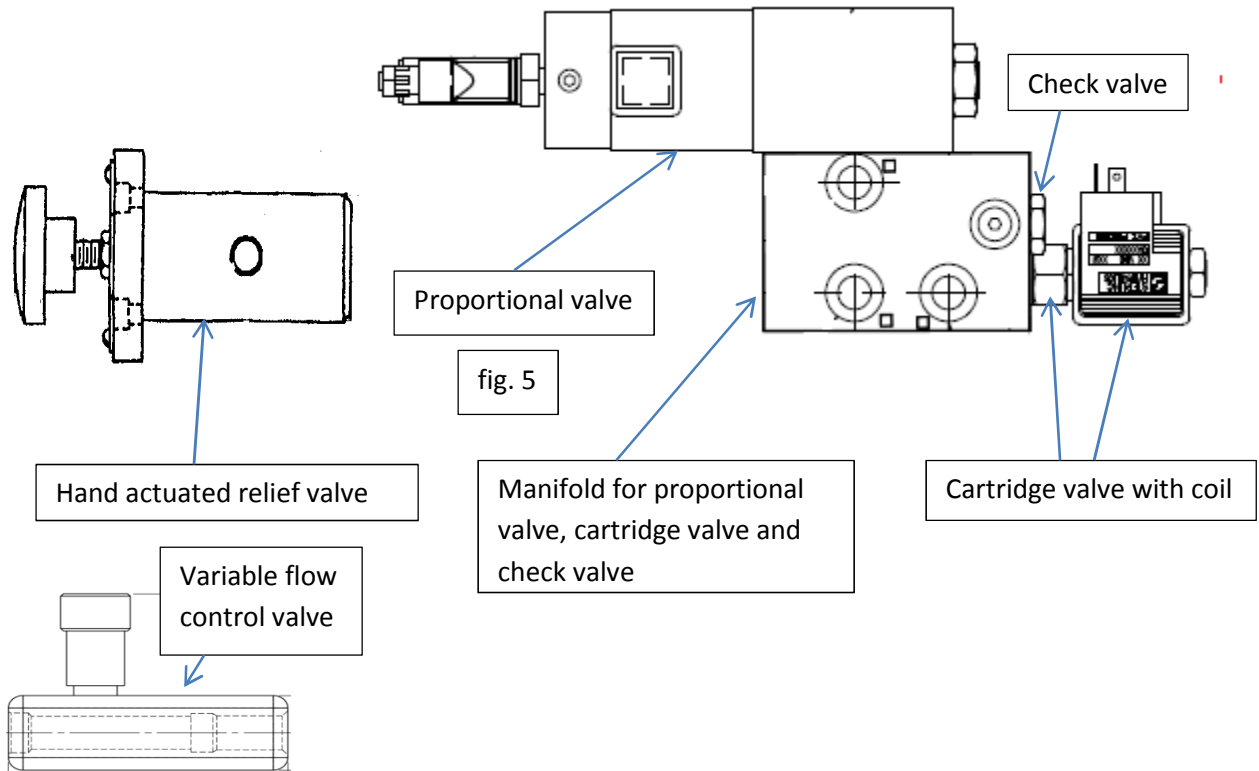 Check valve
Proportional valve
fig. 5
Hand actuated relief valve
Manifold for proportional
valve, cartridge valve and
check valve
Cartridge valve with coil
Variable flow
control valve